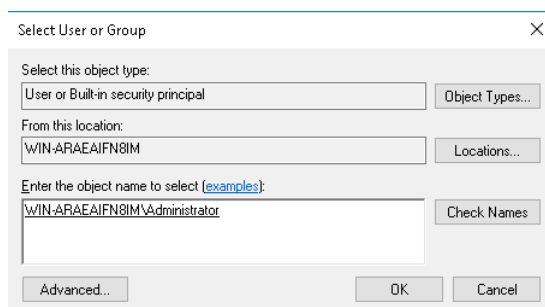 Select User or Group
Select this object type:
User or Built-in security principal
Object Types...
From this location:
WIN-ARAEAIFN8IM
Locations...
Enter the object name to select (examples):
WIN-ARAEAIFN8IM\Administrator
Check Names
Advanced...
OK
Cancel